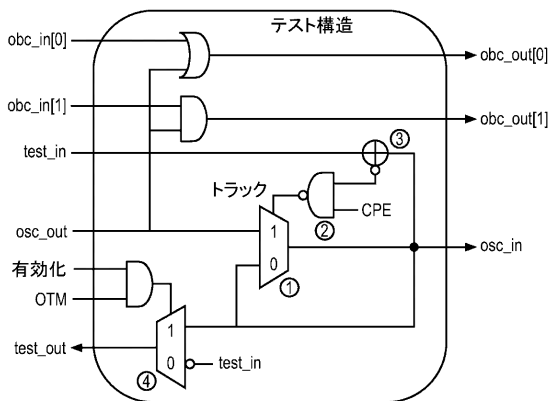 テスト構造
obc_in[0]
obc_out[0]
obc_in[1]
obc_out[1]
test_in
③
トラック
CPE
②
osc_out
1
osc_in
有効化
0
①
OTM
1
test_out
0
test_in
④